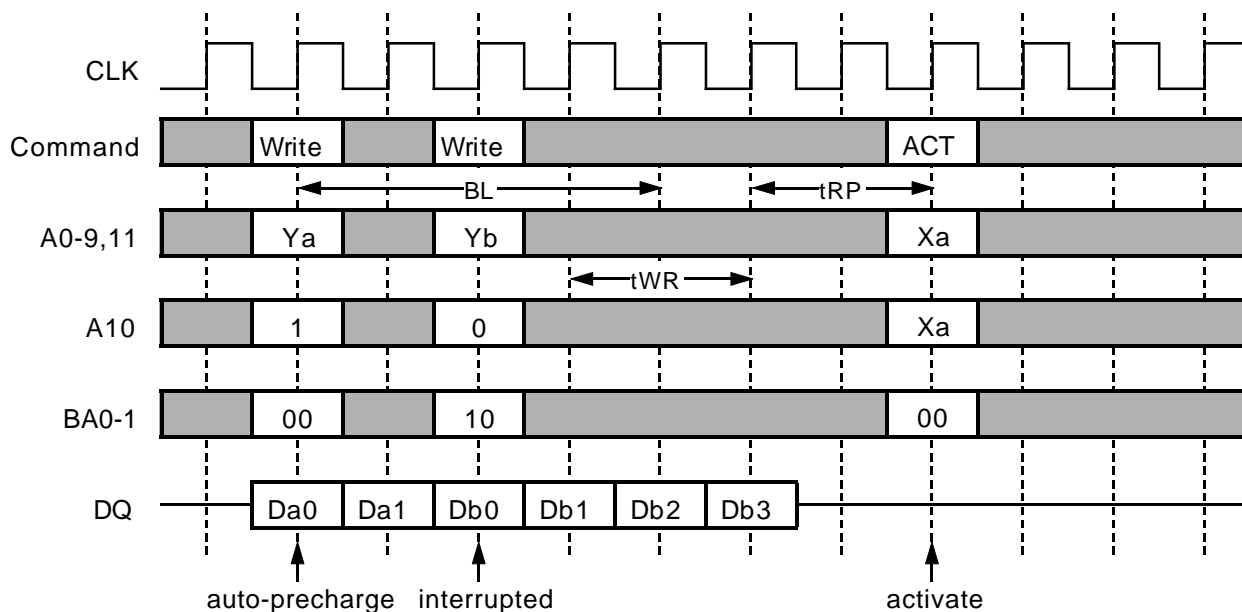 CLK
Command Write Write ACT
BL tRP
A0-9,11 Ya Yb Xa
tWR
A10 1 0 Xa
BA0-1 00 10 00
DQ Da0 Da1 Db0 Db1 Db2 Db3
auto-precharge interrupted activate